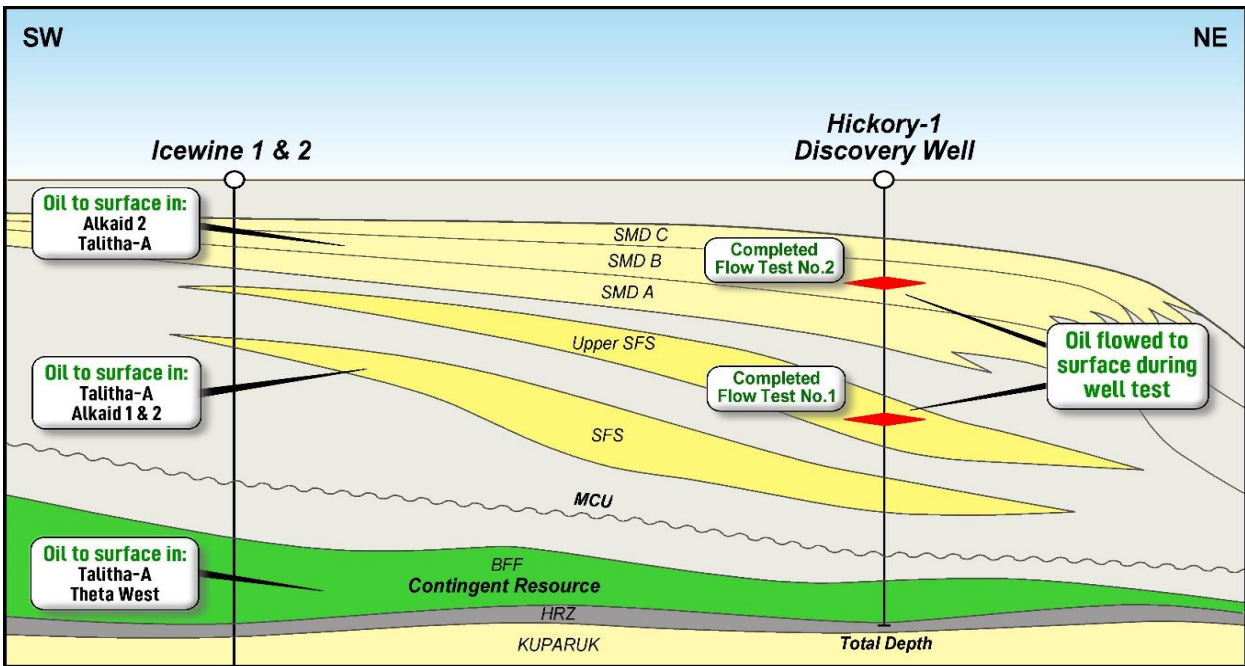 SW
NE
Icewine 1 & 2
Hickory-1
Discovery Well
Oil to surface in:
Alkaid 2
Talitha-A
SMD C
SMD B
SMD A
Completed
Flow Test No.2
Upper SFS
Oil flowed to
surface during
well test
Oil to surface in:
Talitha-A
Alkaid 1 & 2
Completed
Flow Test No.1
SFS
MCU
Oil to surface in:
Talitha-A
Theta West
BFF
Contingent Resource
HRZ
KUPARUK
Total Depth